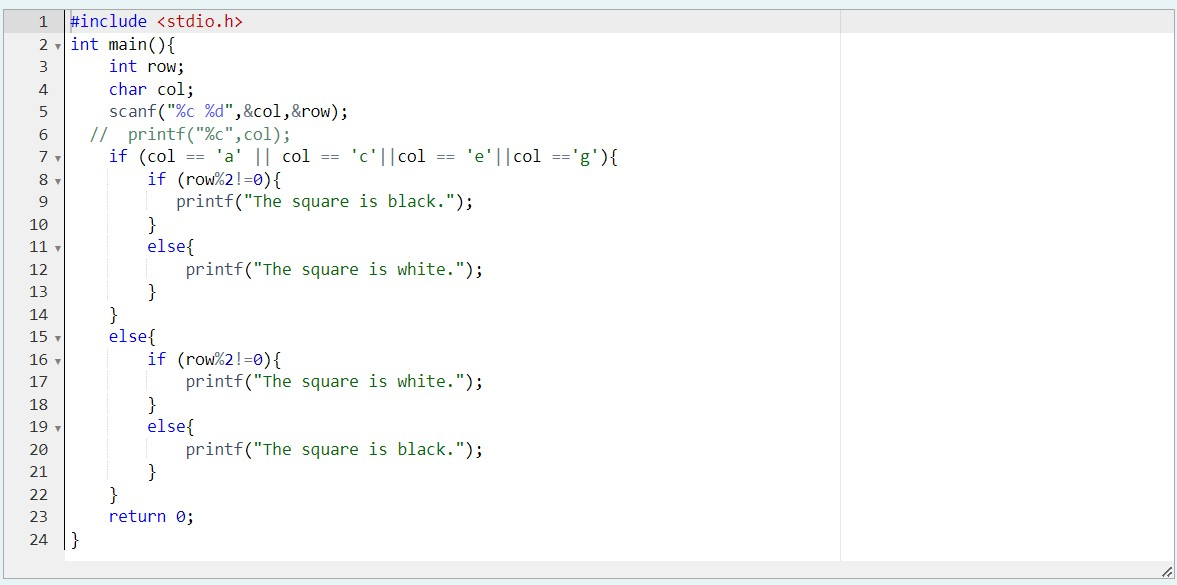 1 #include <stdio.h>
2 int main(){
3     int row;
4     char col;
5     scanf("%c %d",&col,&row);
6   //  printf("%c",col);
7     if (col == 'a' || col == 'c'||col == 'e'||col =='g'){
8         if (row%2!=0){
9            printf("The square is black.");
10         }
11         else{
12             printf("The square is white.");
13         }
14     }
15     else{
16         if (row%2!=0){
17             printf("The square is white.");
18         }
19         else{
20             printf("The square is black.");
21         }
22     }
23     return 0;
24 }